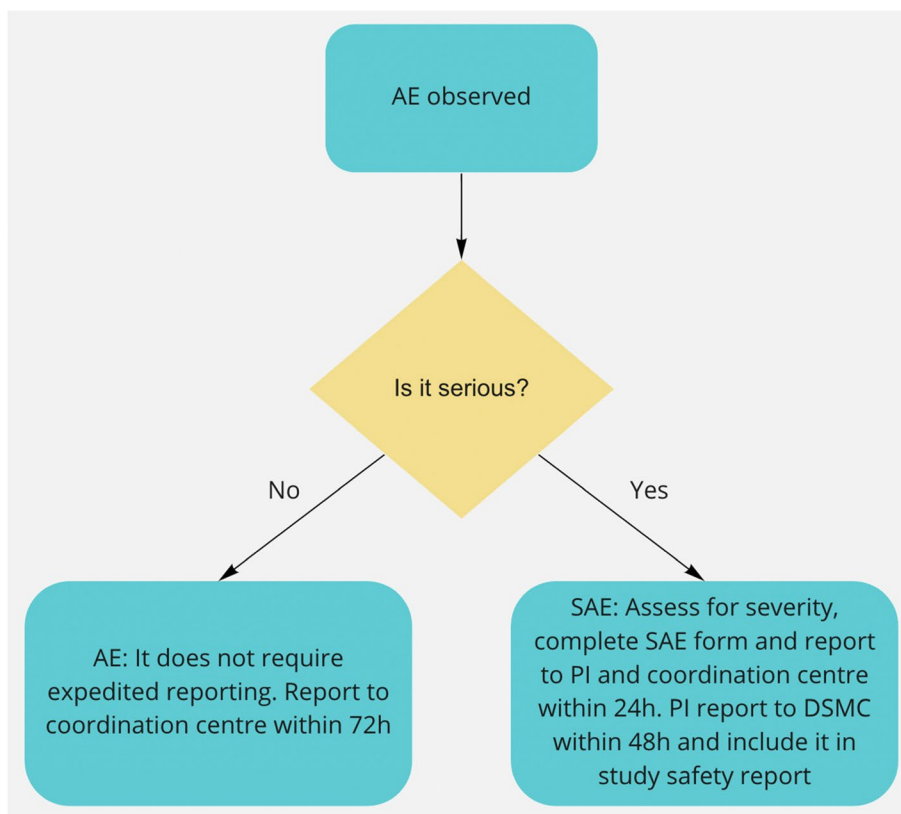 AE observed
Is it serious?
No
Yes
AE: It does not require
expedited reporting. Report to
coordination centre within 72h
SAE: Assess for severity,
complete SAE form and report
to PI and coordination centre
within 24h. PI report to DSMC
within 48h and include it in
study safety report